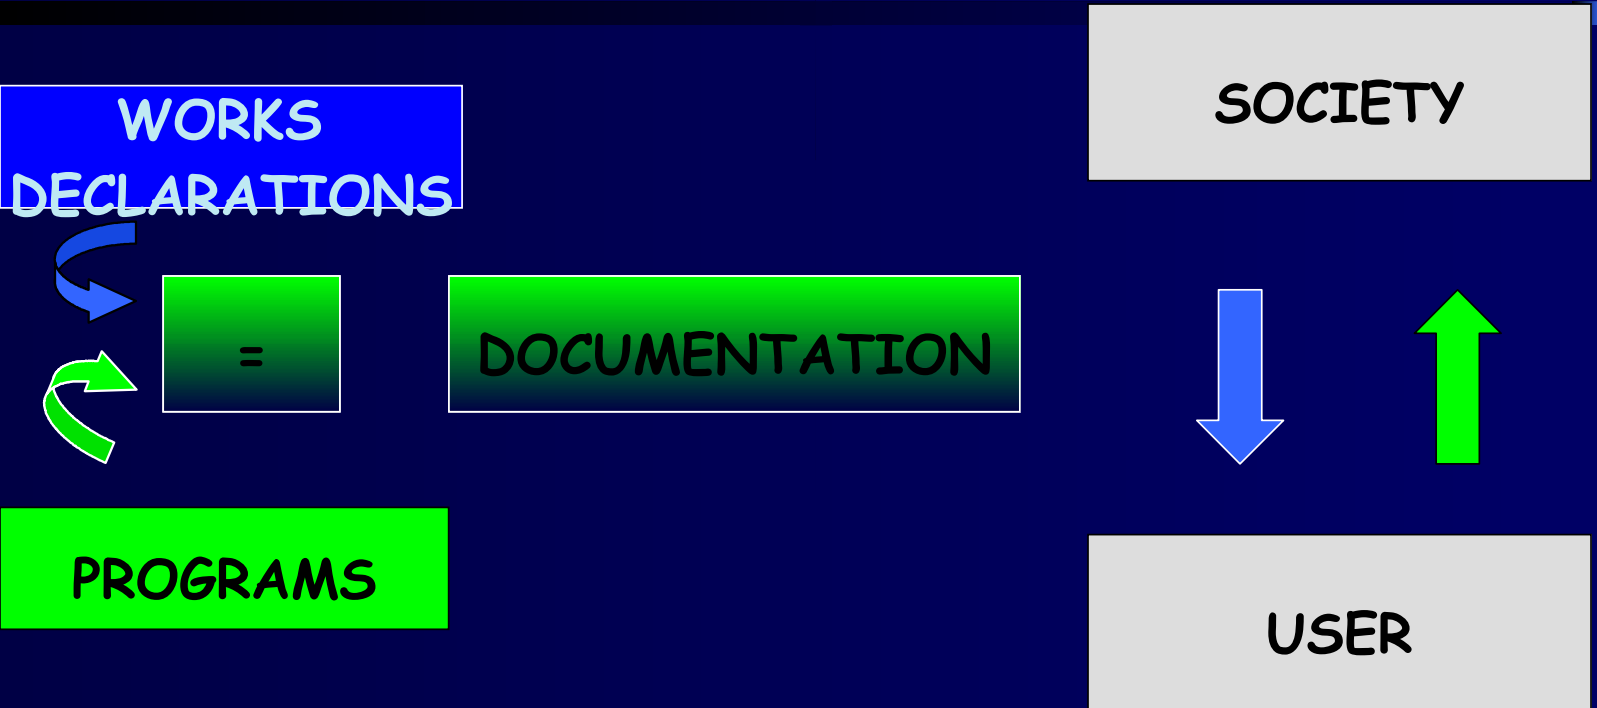 SOCIETY
WORKS
DECLARATIONS
=
DOCUMENTATION
PROGRAMS
USER